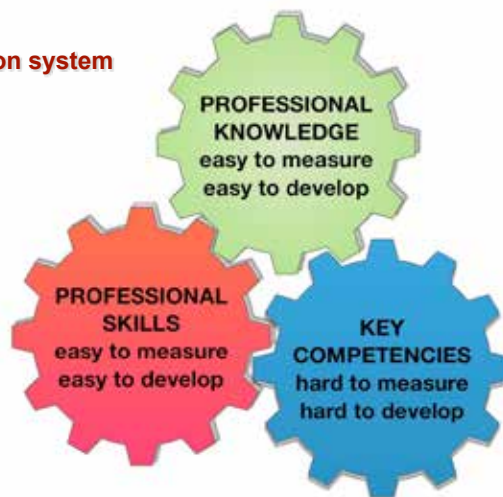 on system
PROFESSIONAL
KNOWLEDGE
easy to measure
easy to develop
PROFESSIONAL
SKILLS
easy to measure
easy to develop
KEY
COMPETENCIES
hard to measure
hard to develop